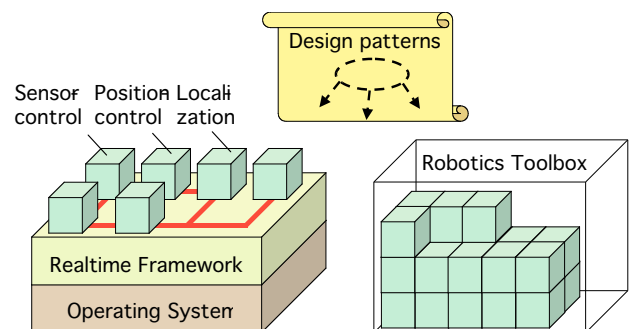 Design patterns
Sensor- Position- Locali-
control control zation
Robotics Toolbox
Realtime Framework
Operating System